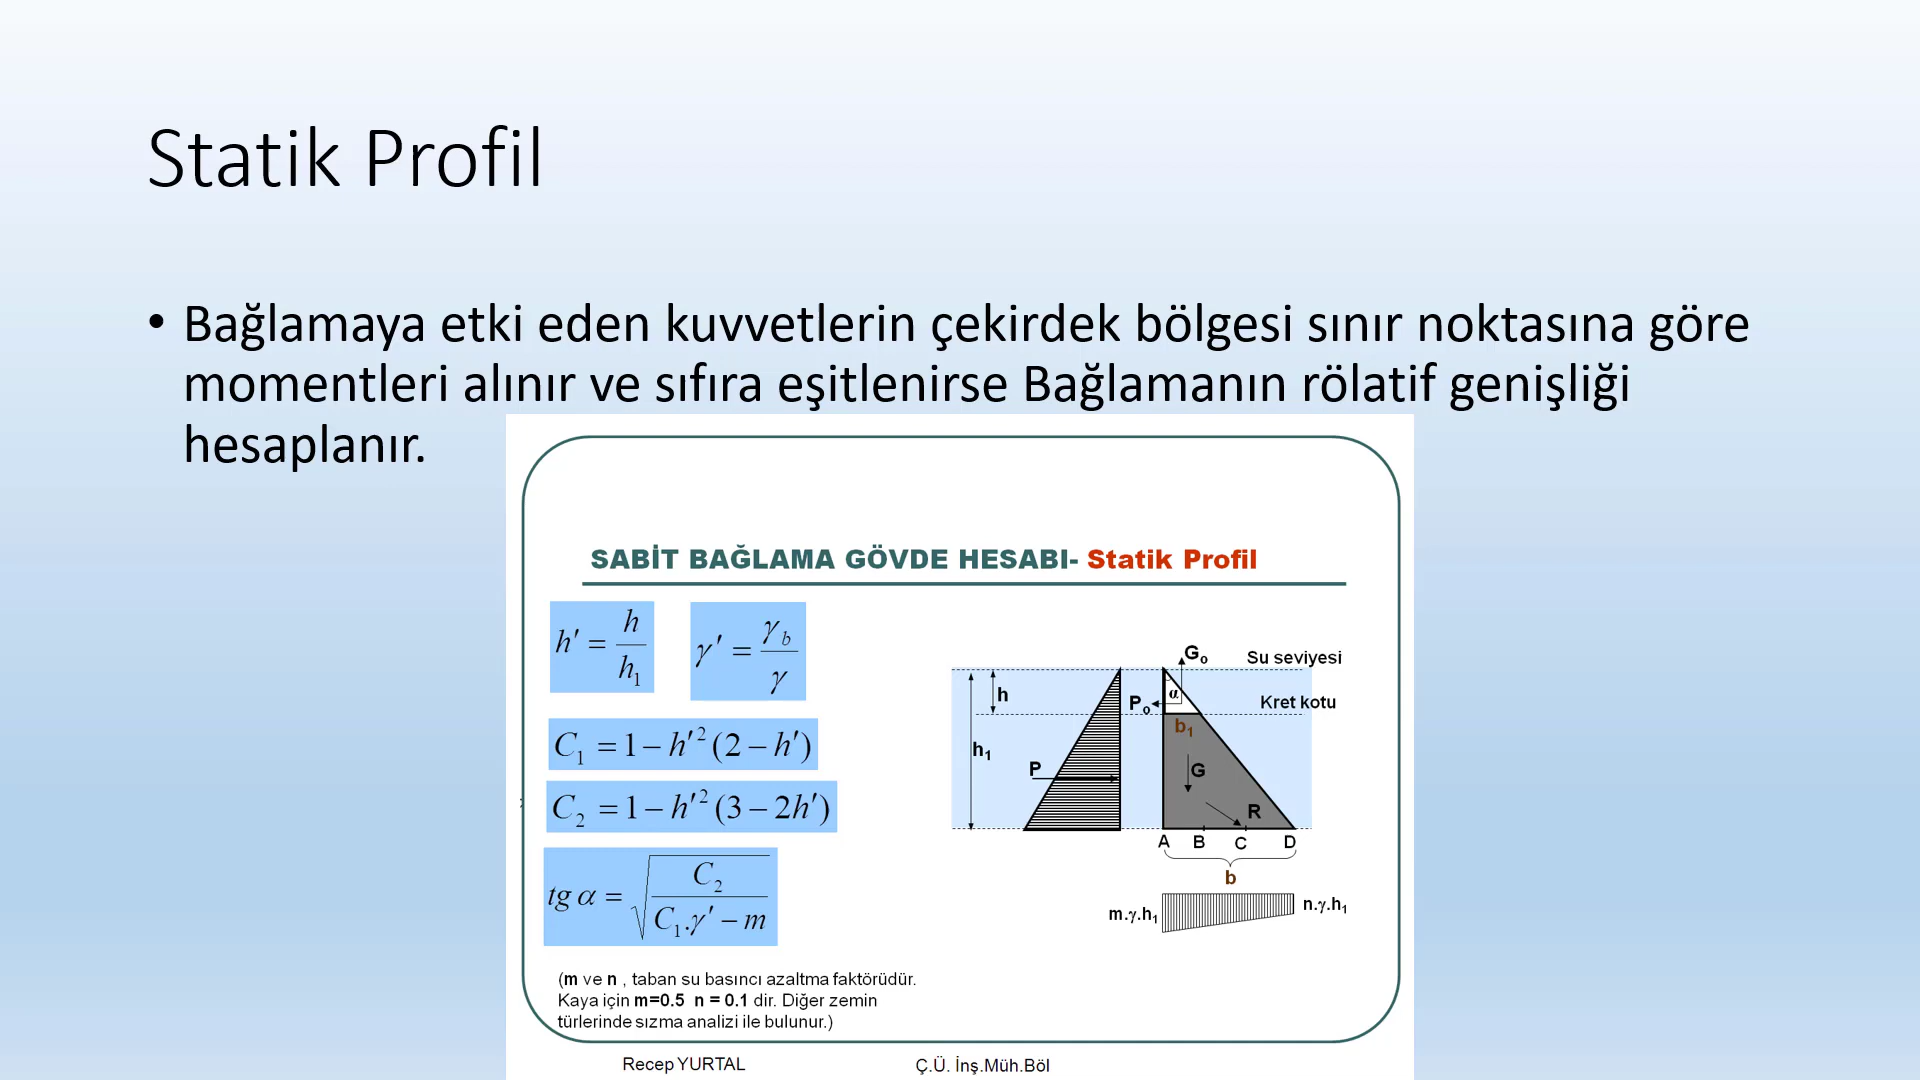 Statik Profil
• Bağlamaya etki eden kuvvetlerin çekirdek bölgesi sınır noktasına göre
momentleri alınır ve sıfıra eşitlenirse Bağlamanın rölatif genişliği
hesaplanır.
SABİT BAĞLAMA GÖVDE HESABI- Statik Profil
h′ = h/h₁
γ′ = γ_b/γ
C₁ = 1 – h′²(2 – h′)
C₂ = 1 – h′²(3 – 2h′)
tg α = √(C₂/(C₁.γ′ – m))
G₀
Su seviyesi
h
α
P₀
Kret kotu
b₁
h₁
P
G
R
A B C D
b
m.γ.h₁
n.γ.h₁
(m ve n , taban su basıncı azaltma faktörüdür.
Kaya için m=0.5 n = 0.1 dir. Diğer zemin
türlerinde sızma analizi ile bulunur.)
Recep YURTAL
Ç.Ü. İnş.Müh.Böl